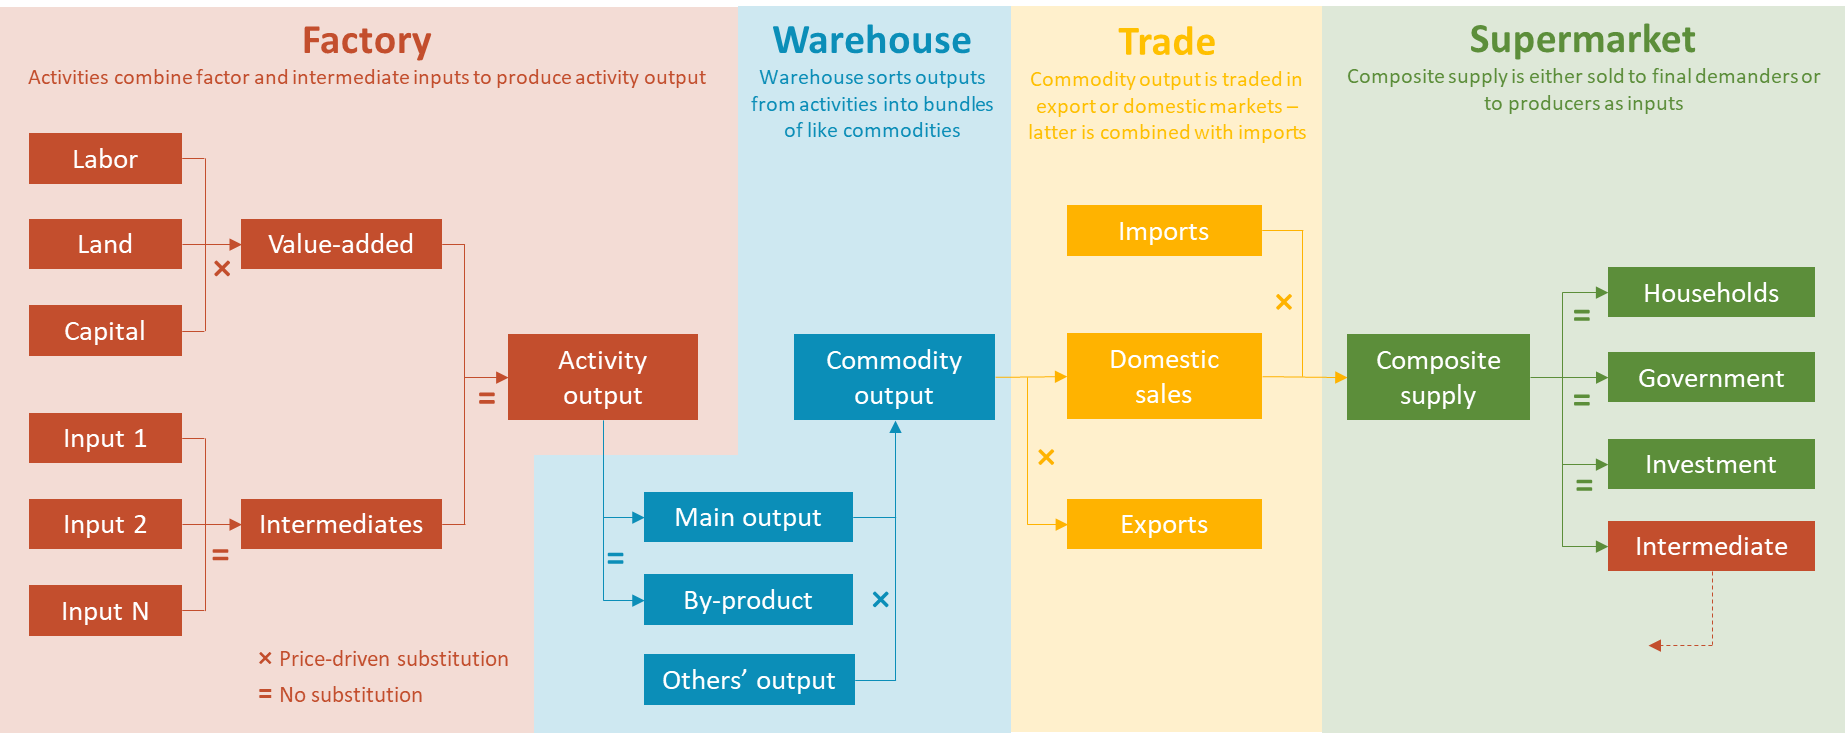 Factory
Activities combine factor and intermediate inputs to produce activity output
Labor
Land
Capital
Value-added
Input 1
Input 2
Input N
Intermediates
Activity
output
× Price-driven substitution
= No substitution
×
=
=
Warehouse
Warehouse sorts outputs
from activities into bundles
of like commodities
Commodity
output
Main output
By-product
Others’ output
=
×
Trade
Commodity output is traded in
export or domestic markets –
latter is combined with imports
Imports
×
Domestic
sales
×
Exports
Supermarket
Composite supply is either sold to final demanders or
to producers as inputs
Composite
supply
Households
=
Government
=
Investment
=
Intermediate